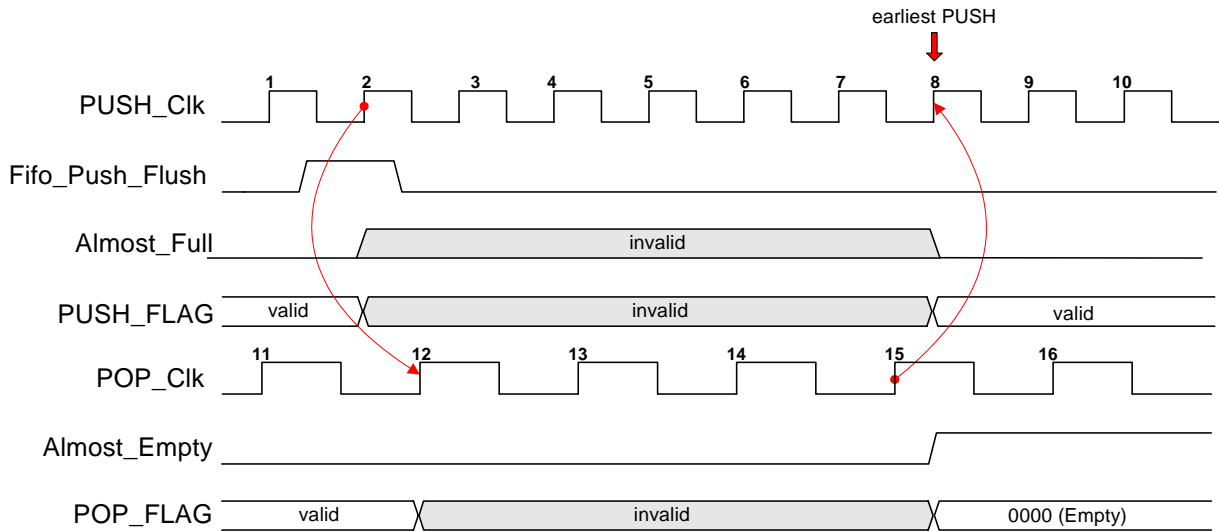 earliest PUSH
1 2 3 4 5 6 7 8 9 10
PUSH_Clk
Fifo_Push_Flush
Almost_Full invalid
PUSH_FLAG valid invalid valid
11 12 13 14 15 16
POP_Clk
Almost_Empty
POP_FLAG valid invalid 0000 (Empty)